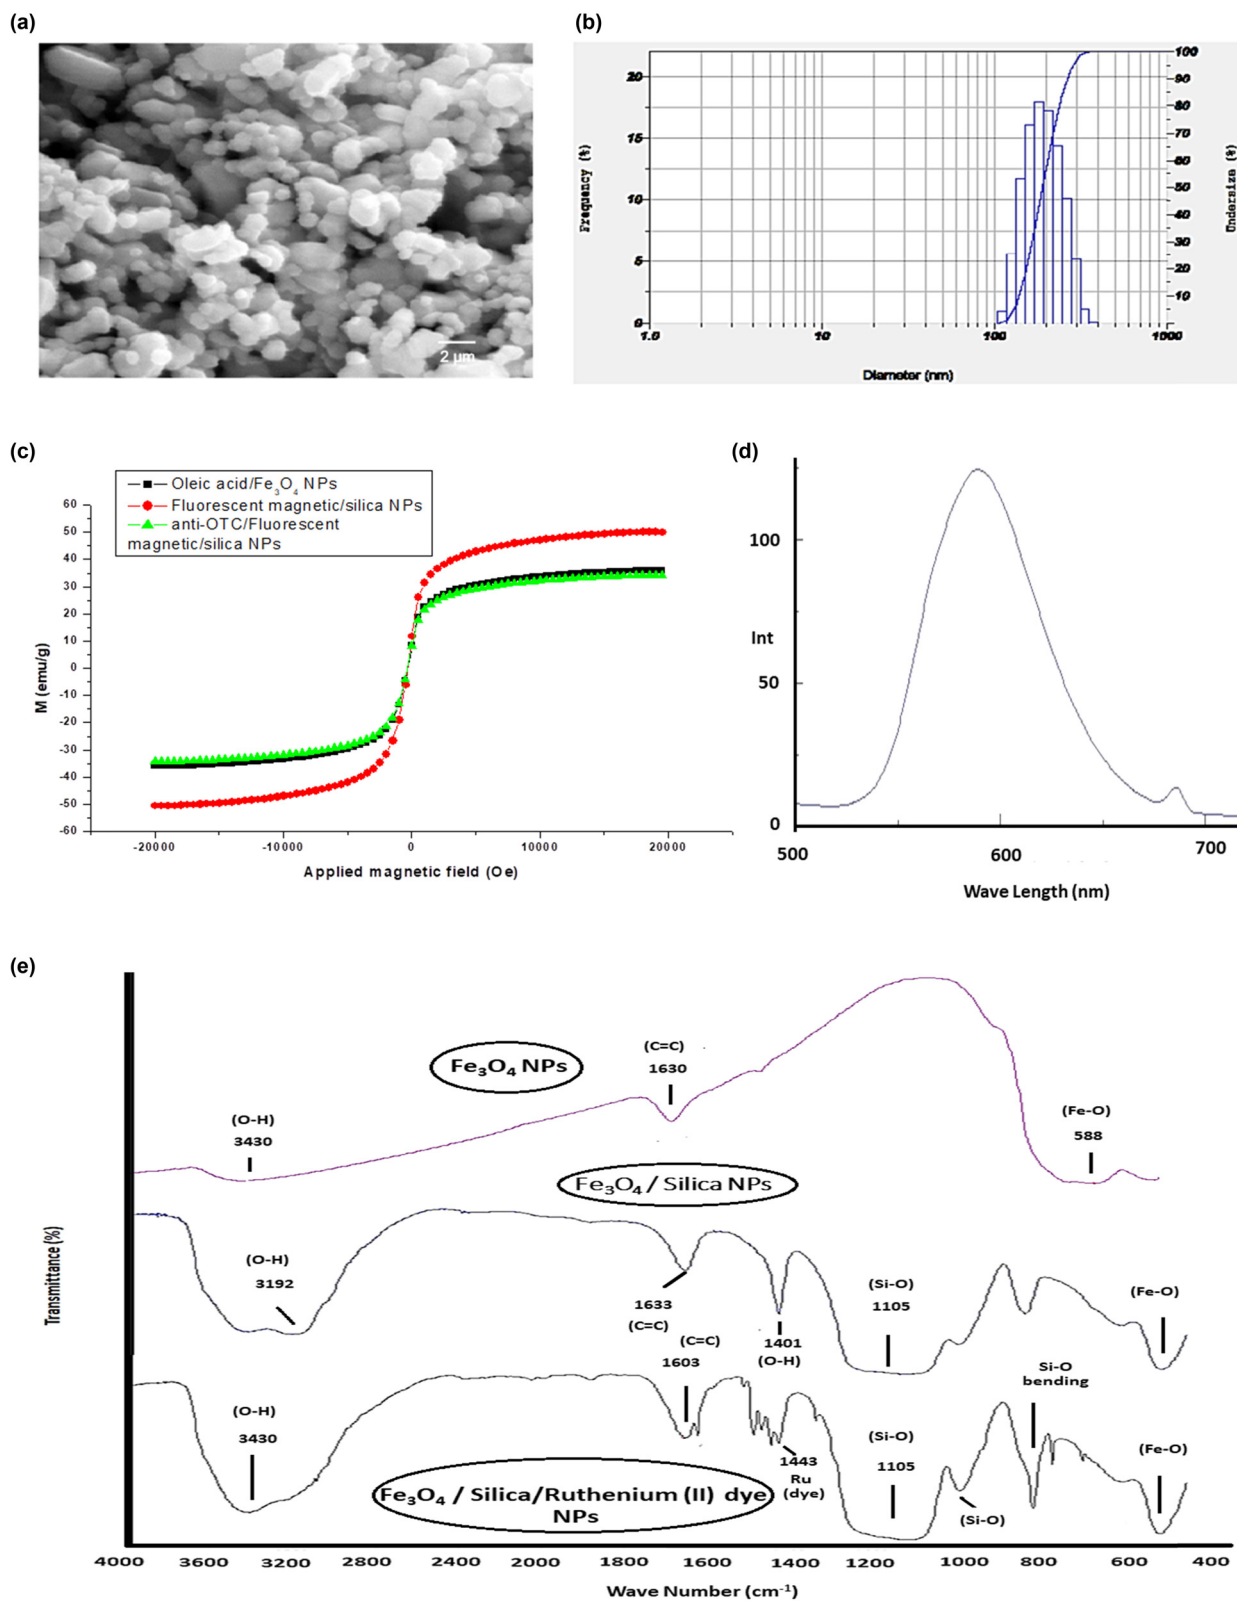 (a)
2 µm
(b)
20
15
10
5
0
Frequency (%)
100
90
80
70
60
50
40
30
20
10
Undersize (%)
1.0
10
100
1000
Diameter (nm)
(c)
Oleic acid/Fe₃O₄ NPs
Fluorescent magnetic/silica NPs
anti-OTC/Fluorescent
magnetic/silica NPs
60
50
40
30
20
10
0
-10
-20
-30
-40
-50
-60
M (emu/g)
-20000
-10000
0
10000
20000
Applied magnetic field (Oe)
(d)
100
Int
50
0
500
600
700
Wave Length (nm)
(e)
Transmittance (%)
Fe₃O₄ NPs
(O-H)
3430
(C=C)
1630
(Fe-O)
588
Fe₃O₄ / Silica NPs
(O-H)
3192
1633
(C=C)
1401
(O-H)
(Si-O)
1105
(Fe-O)
(O-H)
3430
(C=C)
1603
1443
Ru
(dye)
(Si-O)
1105
(Si-O)
Si-O
bending
(Fe-O)
Fe₃O₄ / Silica/Ruthenium (II) dye
NPs
4000
3600
3200
2800
2400
2000
1600
1400
1000
800
600
400
Wave Number (cm⁻¹)